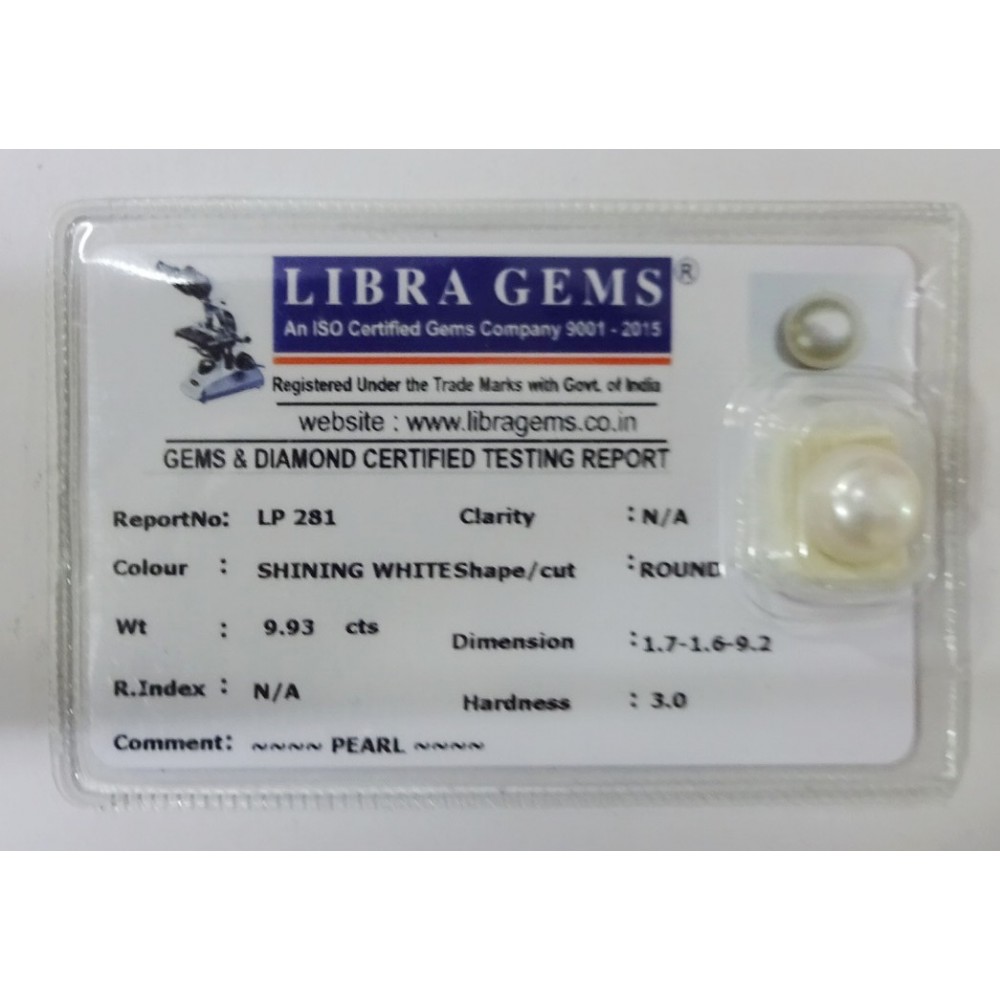 LIBRA GEMS ®
An ISO Certified Gems Company 9001 - 2015
Registered Under the Trade Marks with Govt. of India
website : www.libragems.co.in
GEMS & DIAMOND CERTIFIED TESTING REPORT
ReportNo: LP 281 Clarity : N/A
Colour : SHINING WHITE Shape/cut : ROUND
Wt : 9.93 cts Dimension : 1.7-1.6-9.2
R.Index : N/A Hardness : 3.0
Comment: ~~~~ PEARL ~~~~